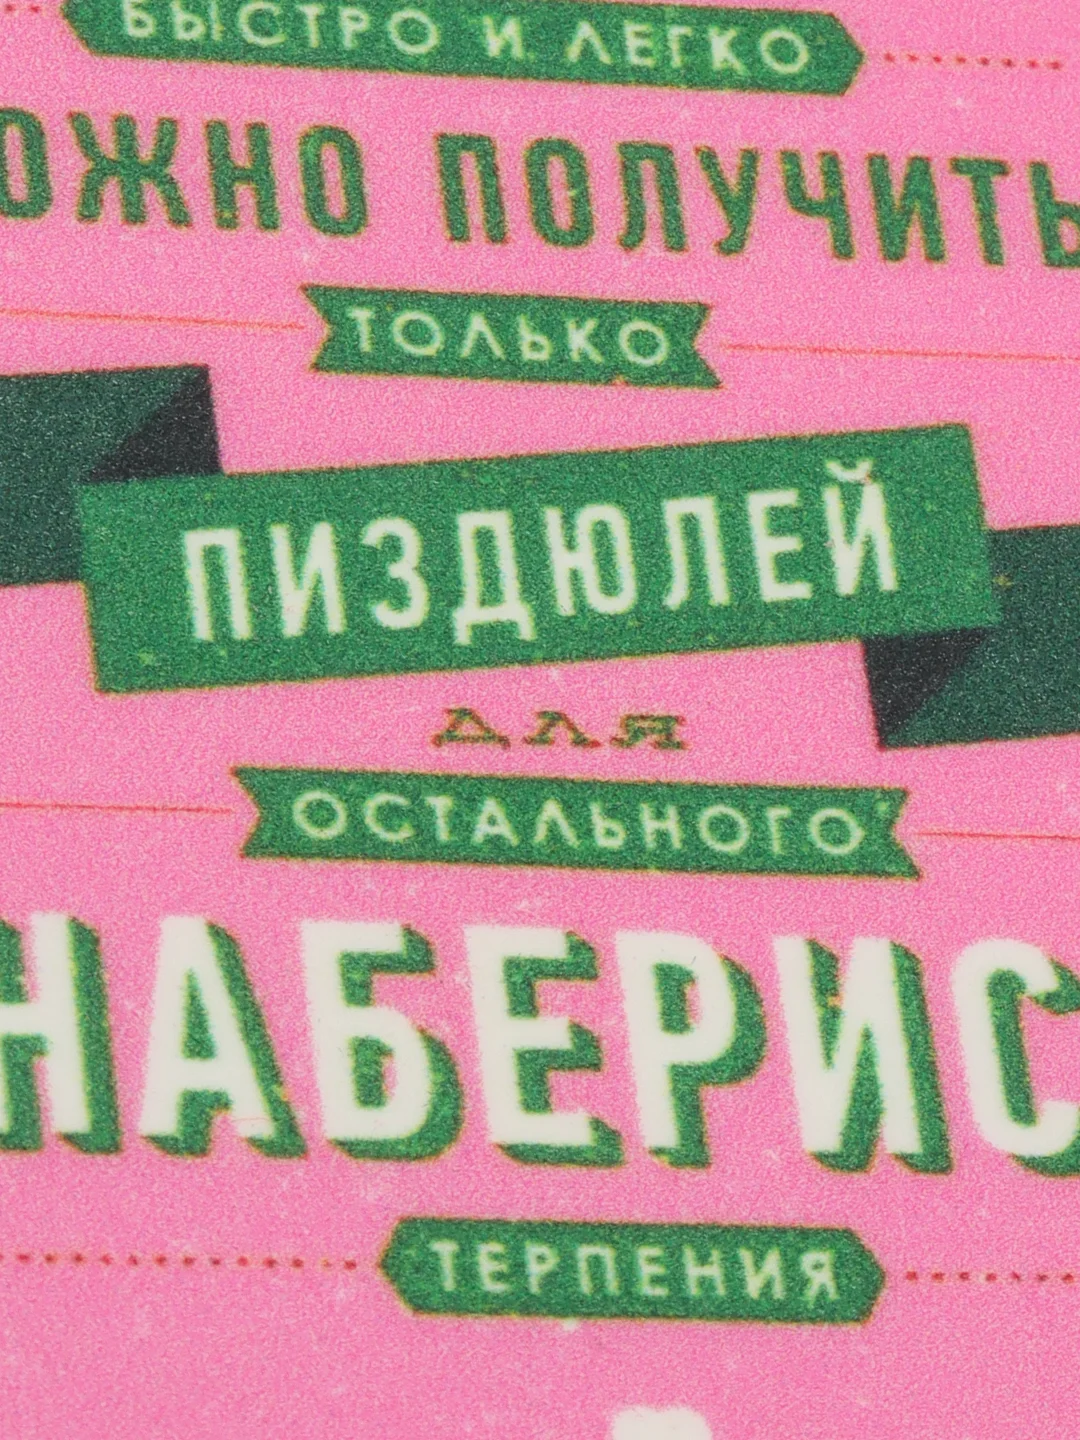 БЫСТРО И ЛЕГКО
ОЖНО ПОЛУЧИТЬ
ТОЛЬКО
ПИЗДЮЛЕЙ
ДЛЯ
ОСТАЛЬНОГО
НАБЕРИС
ТЕРПЕНИЯ